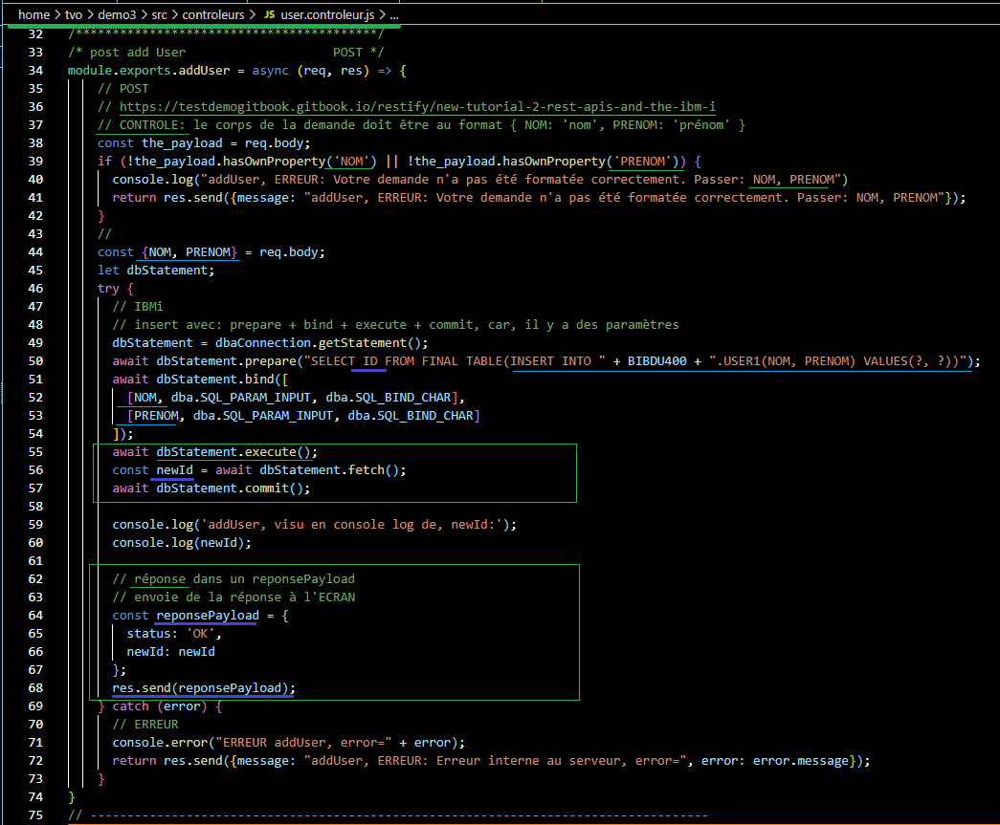 home > tvo > demo3 > src > controleurs > JS user.controleur.js > ...
32 /*****************************************/
33 /* post add User                    POST */
34 module.exports.addUser = async (req, res) => {
35     // POST
36     // https://testdemogitbook.gitbook.io/restify/new-tutorial-2-rest-apis-and-the-ibm-i
37     // CONTROLE: le corps de la demande doit être au format { NOM: 'nom', PRENOM: 'prénom' }
38     const the_payload = req.body;
39     if (!the_payload.hasOwnProperty('NOM') || !the_payload.hasOwnProperty('PRENOM')) {
40       console.log("addUser, ERREUR: Votre demande n'a pas été formatée correctement. Passer: NOM, PRENOM")
41       return res.send({message: "addUser, ERREUR: Votre demande n'a pas été formatée correctement. Passer: NOM, PRENOM"});
42     }
43     //
44     const {NOM, PRENOM} = req.body;
45     let dbStatement;
46     try {
47       // IBMi
48       // insert avec: prepare + bind + execute + commit, car, il y a des paramètres
49       dbStatement = dbaConnection.getStatement();
50       await dbStatement.prepare("SELECT ID FROM FINAL TABLE(INSERT INTO " + BIBDU400 + ".USER1(NOM, PRENOM) VALUES(?, ?))");
51       await dbStatement.bind([
52         [NOM, dba.SQL_PARAM_INPUT, dba.SQL_BIND_CHAR],
53         [PRENOM, dba.SQL_PARAM_INPUT, dba.SQL_BIND_CHAR]
54       ]);
55       await dbStatement.execute();
56       const newId = await dbStatement.fetch();
57       await dbStatement.commit();
58
59       console.log('addUser, visu en console log de, newId:');
60       console.log(newId);
61
62       // réponse dans un reponsePayload
63       // envoie de la réponse à l'ECRAN
64       const reponsePayload = {
65         status: 'OK',
66         newId: newId
67       };
68       res.send(reponsePayload);
69     } catch (error) {
70       // ERREUR
71       console.error("ERREUR addUser, error=" + error);
72       return res.send({message: "addUser, ERREUR: Erreur interne au serveur, error=", error: error.message});
73     }
74 }
75 // ------------------------------------------------------------------------------------